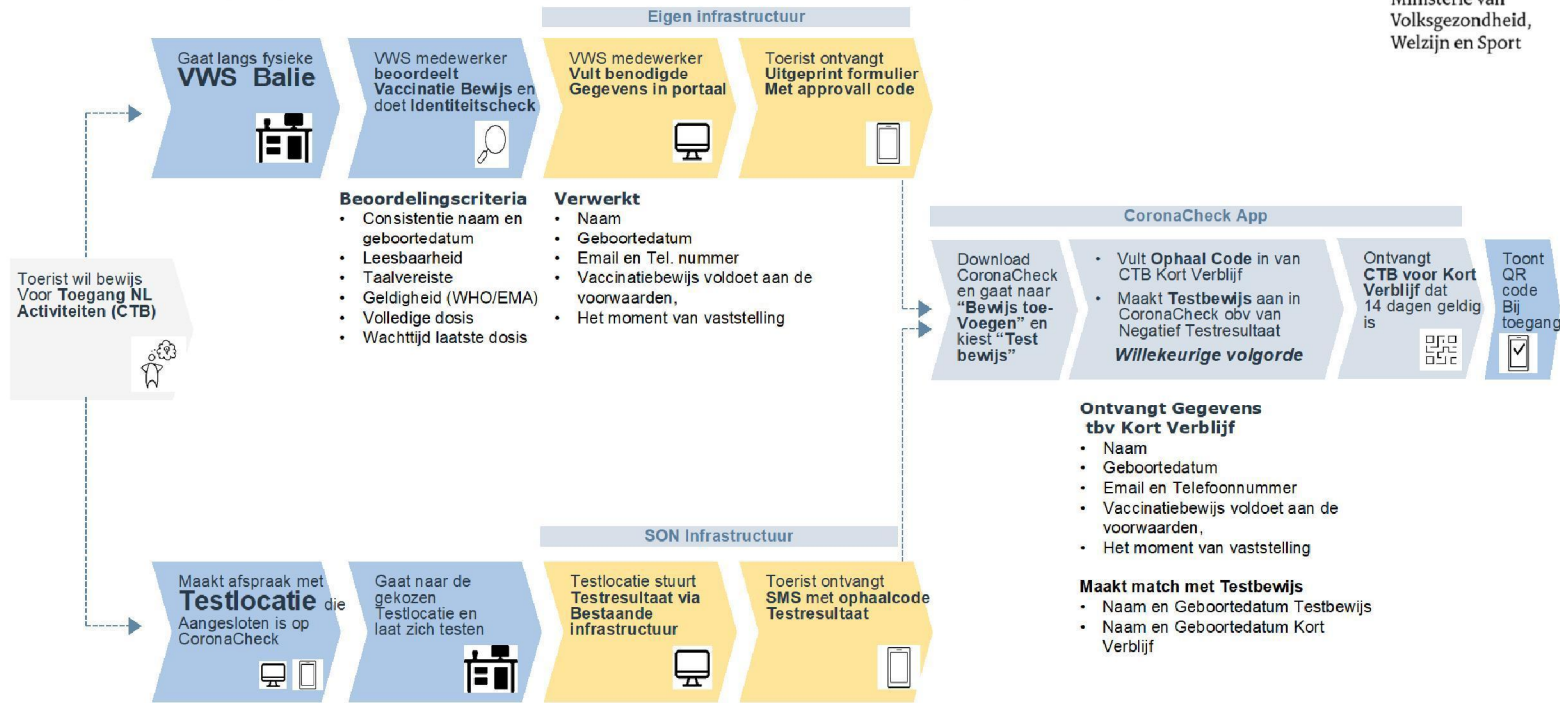 Ministerie van
Volksgezondheid,
Welzijn en Sport
Eigen infrastructuur
Gaat langs fysieke
VWS Balie
VWS medewerker
beoordeelt
Vaccinatie Bewijs en
doet Identiteitscheck
VWS medewerker
Vult benodigde
Gegevens in portaal
Toerist ontvangt
Uitgeprint formulier
Met approvall code
Beoordelingscriteria
• Consistentie naam en
geboortedatum
• Leesbaarheid
• Taalvereiste
• Geldigheid (WHO/EMA)
• Volledige dosis
• Wachttijd laatste dosis
Verwerkt
• Naam
• Geboortedatum
• Email en Tel. nummer
• Vaccinatiebewijs voldoet aan de
voorwaarden,
• Het moment van vaststelling
Toerist wil bewijs
Voor Toegang NL
Activiteiten (CTB)
CoronaCheck App
Download
CoronaCheck
en gaat naar
"Bewijs toe-
Voegen" en
kiest "Test
bewijs"
• Vult Ophaal Code in van
CTB Kort Verblijf
• Maakt Testbewijs aan in
CoronaCheck obv van
Negatief Testresultaat
Willekeurige volgorde
Ontvangt
CTB voor Kort
Verblijf dat
14 dagen geldig
is
Toont
QR
code
Bij
toegang
Ontvangt Gegevens
tbv Kort Verblijf
• Naam
• Geboortedatum
• Email en Telefoonnummer
• Vaccinatiebewijs voldoet aan de
voorwaarden,
• Het moment van vaststelling
Maakt match met Testbewijs
• Naam en Geboortedatum Testbewijs
• Naam en Geboortedatum Kort
Verblijf
SON Infrastructuur
Maakt afspraak met
Testlocatie die
Aangesloten is op
CoronaCheck
Gaat naar de
gekozen
Testlocatie en
laat zich testen
Testlocatie stuurt
Testresultaat via
Bestaande
infrastructuur
Toerist ontvangt
SMS met ophaalcode
Testresultaat